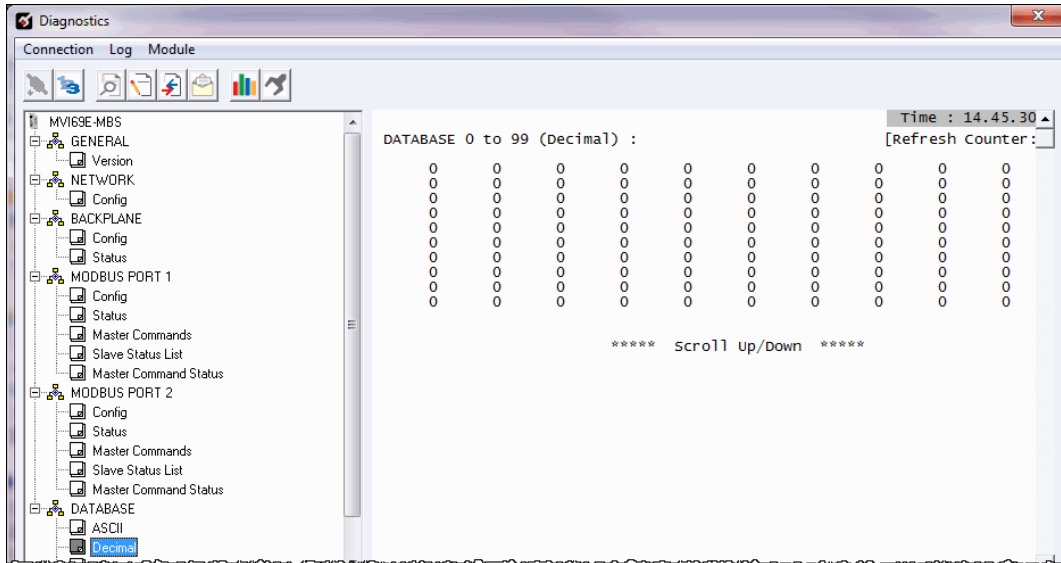 Diagnostics
Connection Log Module
MVI69E-MBS
GENERAL
Version
NETWORK
Config
BACKPLANE
Config
Status
MODBUS PORT 1
Config
Status
Master Commands
Slave Status List
Master Command Status
MODBUS PORT 2
Config
Status
Master Commands
Slave Status List
Master Command Status
DATABASE
ASCII
Decimal
Time : 14.45.30
DATABASE 0 to 99 (Decimal) : [Refresh Counter:
0 0 0 0 0 0 0 0 0 0
0 0 0 0 0 0 0 0 0 0
0 0 0 0 0 0 0 0 0 0
0 0 0 0 0 0 0 0 0 0
0 0 0 0 0 0 0 0 0 0
0 0 0 0 0 0 0 0 0 0
0 0 0 0 0 0 0 0 0 0
0 0 0 0 0 0 0 0 0 0
0 0 0 0 0 0 0 0 0 0
0 0 0 0 0 0 0 0 0 0
***** Scroll Up/Down *****